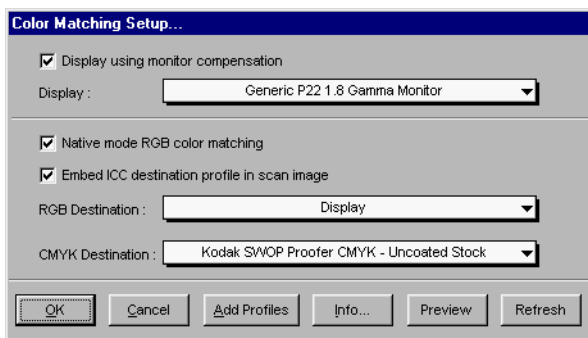 Color Matching Setup...
Display using monitor compensation
Display : Generic P22 1.8 Gamma Monitor
Native mode RGB color matching
Embed ICC destination profile in scan image
RGB Destination : Display
CMYK Destination : Kodak SWOP Proofer CMYK - Uncoated Stock
OK Cancel Add Profiles Info... Preview Refresh